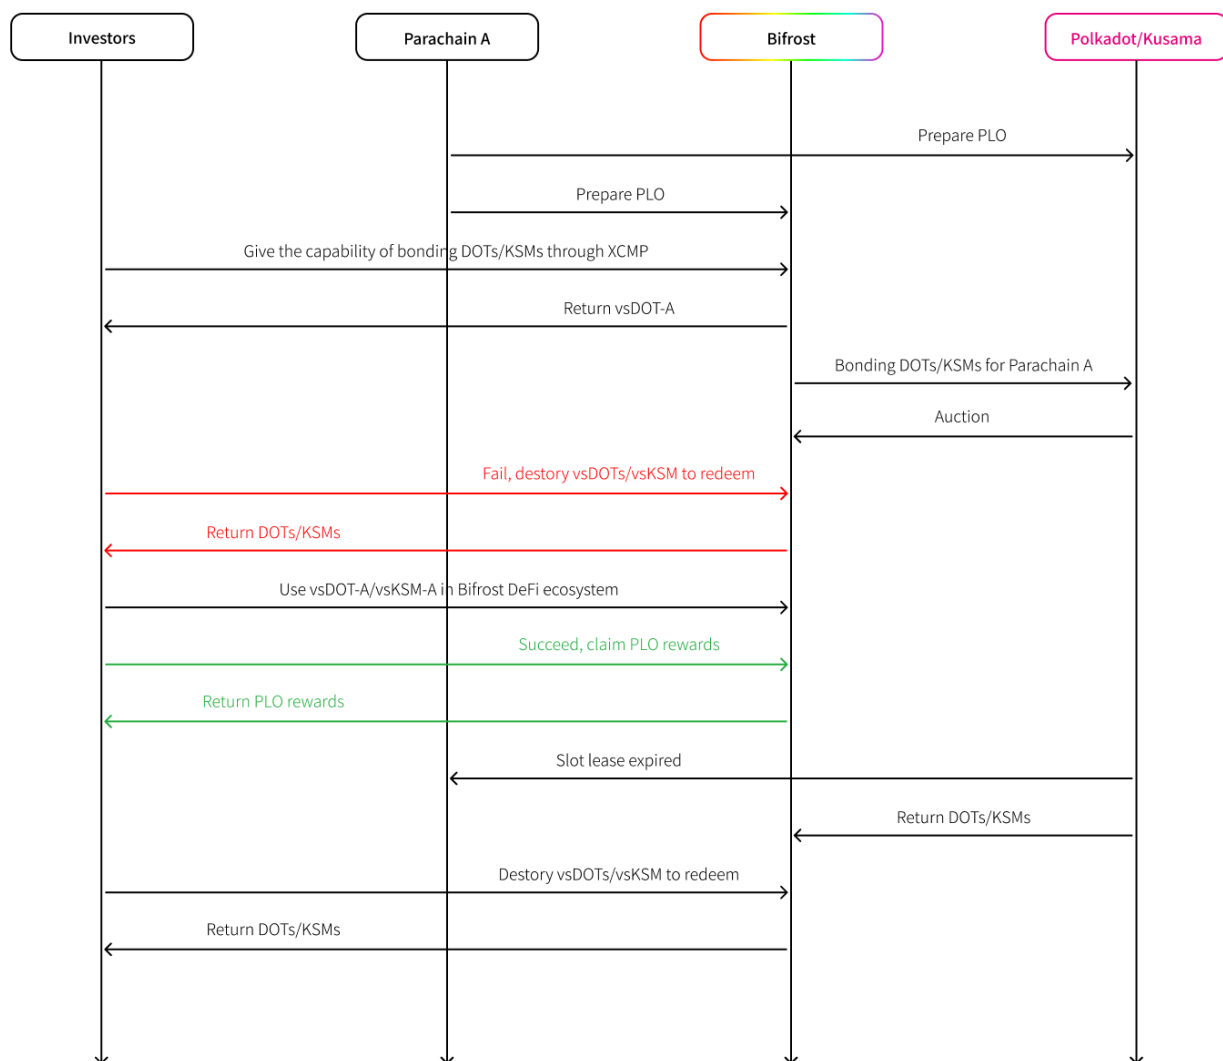 Investors
Parachain A
Bifrost
Polkadot/Kusama
Prepare PLO
Prepare PLO
Give the capability of bonding DOTs/KSMs through XCMP
Return vsDOT-A
Bonding DOTs/KSMs for Parachain A
Auction
Fail, destory vsDOTs/vsKSM to redeem
Return DOTs/KSMs
Use vsDOT-A/vsKSM-A in Bifrost DeFi ecosystem
Succeed, claim PLO rewards
Return PLO rewards
Slot lease expired
Return DOTs/KSMs
Destory vsDOTs/vsKSM to redeem
Return DOTs/KSMs